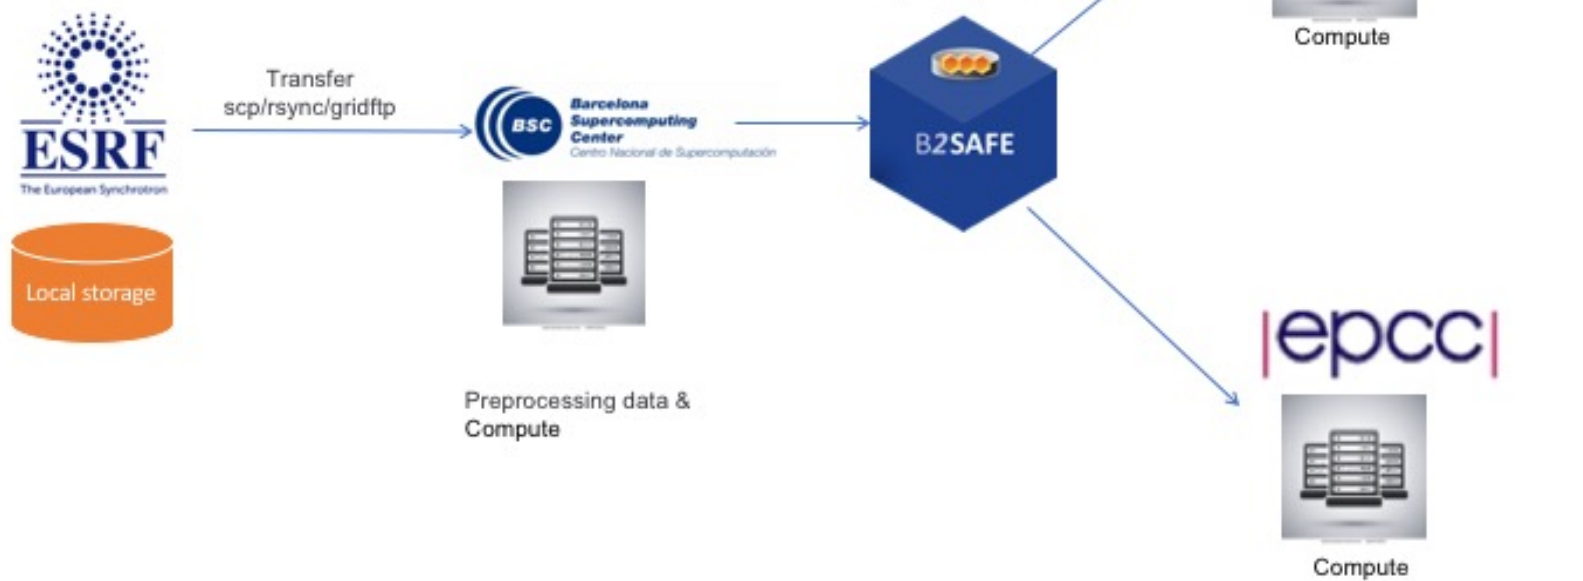 ESRF
The European Synchrotron
Local storage
Transfer
scp/rsync/gridftp
BSC
Barcelona
Supercomputing
Center
Centro Nacional de Supercomputación
Preprocessing data &
Compute
B2SAFE
Compute
|epcc|
Compute